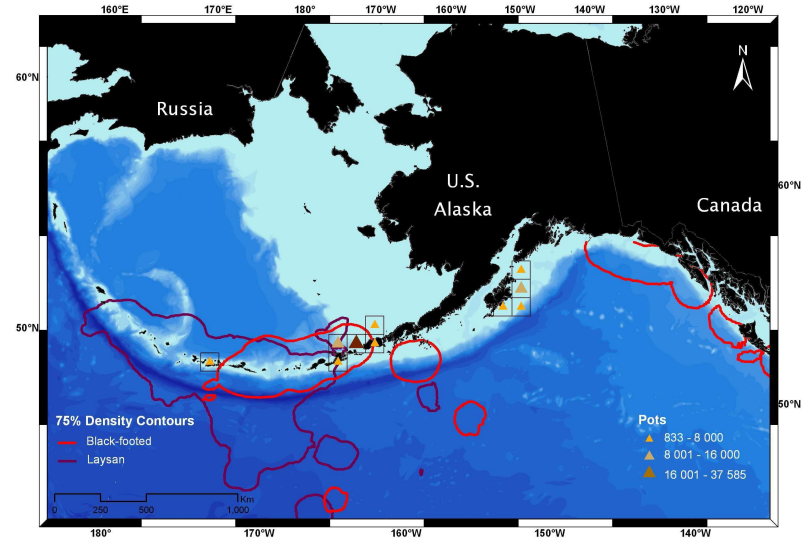 160°E 170°E 180° 170°W 160°W 150°W 140°W 130°W 120°W
N
60°N
Russia
60°N
U.S.
Alaska
Canada
50°N
50°N
75% Density Contours
Black-footed
Laysan
Pots
833 - 8 000
8 001 - 16 000
16 001 - 37 585
Km
0 250 500 1,000
180° 170°W 160°W 150°W 140°W